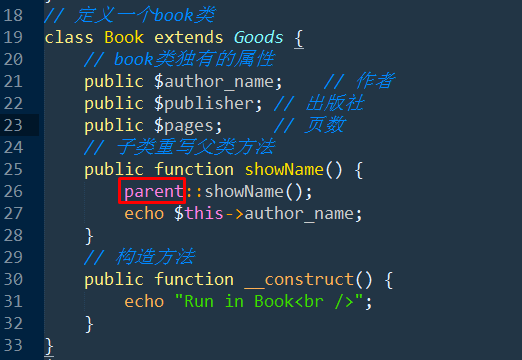 18 // 定义一个book类
19 class Book extends Goods {
20 // book类独有的属性
21 public $author_name; // 作者
22 public $publisher; // 出版社
23 public $pages; // 页数
24 // 子类重写父类方法
25 public function showName() {
26 parent::showName();
27 echo $this->author_name;
28 }
29 // 构造方法
30 public function __construct() {
31 echo "Run in Book<br />";
32 }
33 }